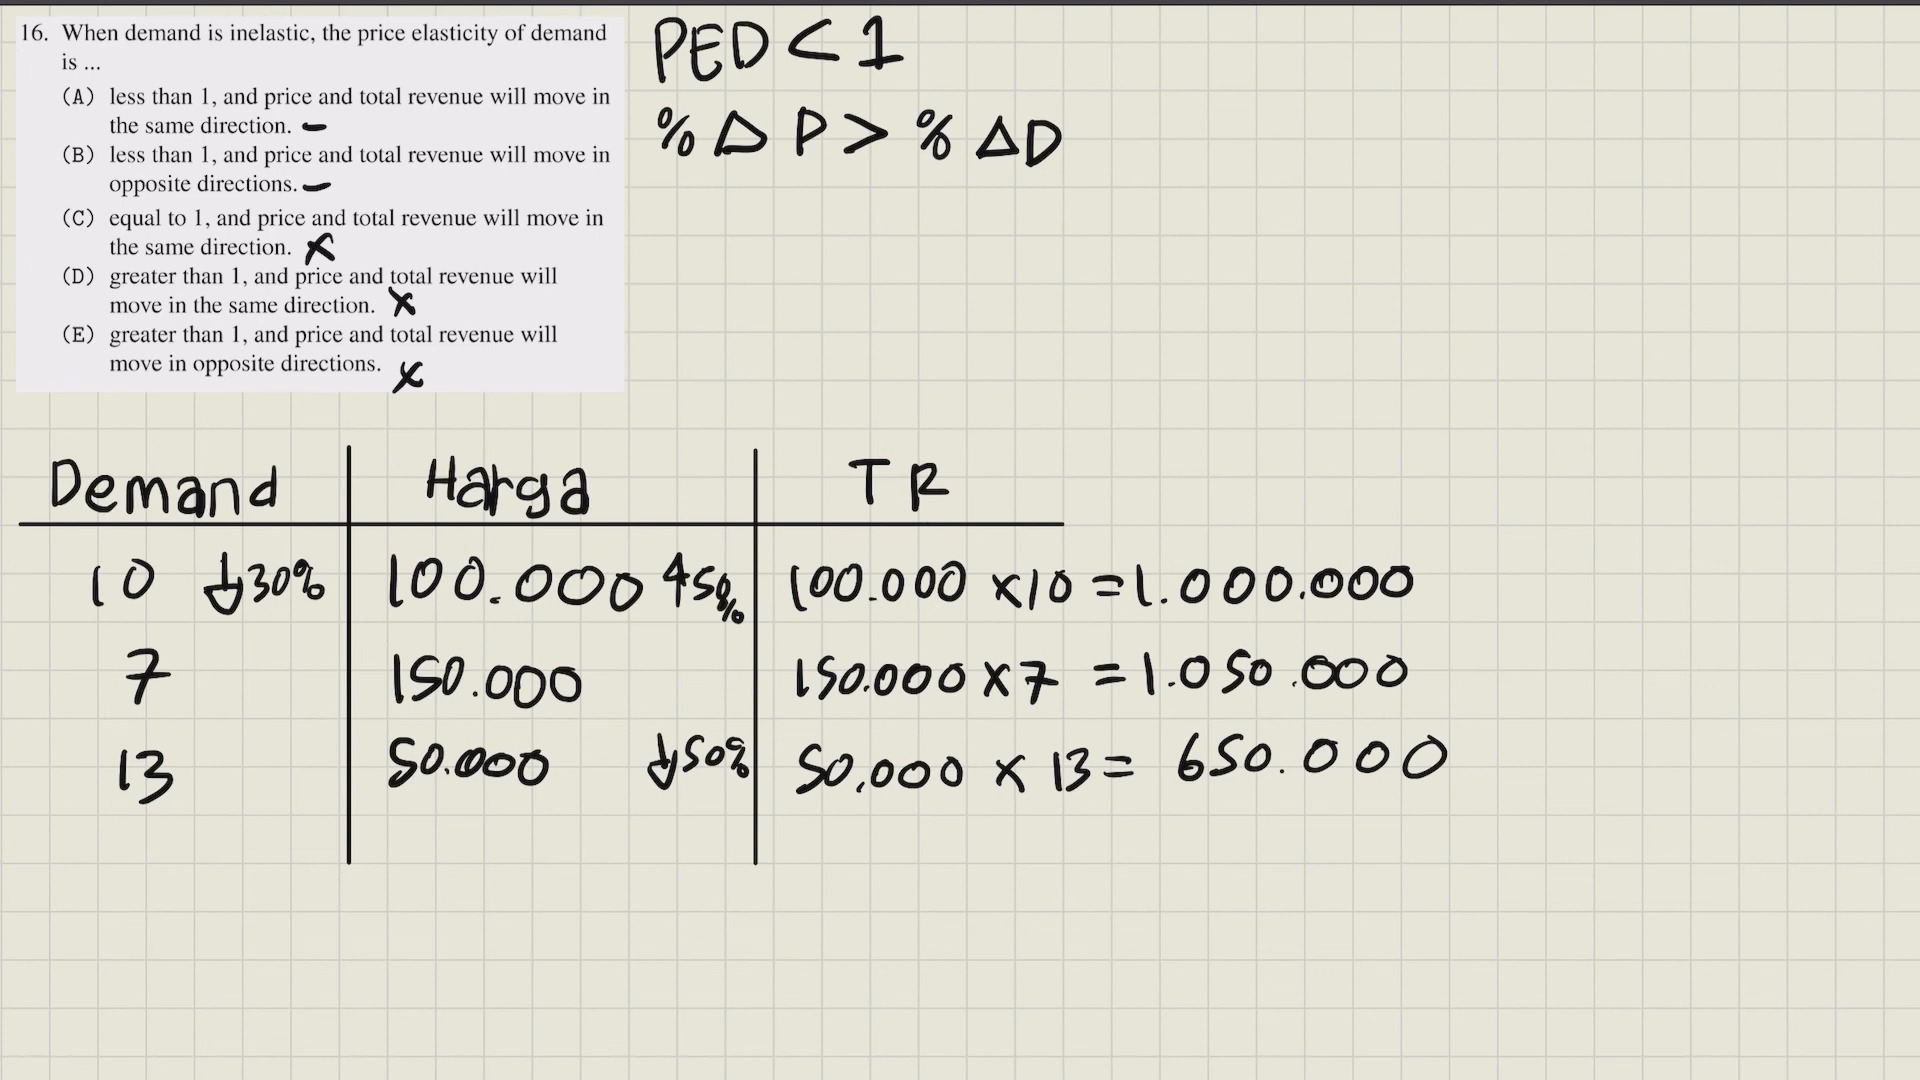 16. When demand is inelastic, the price elasticity of demand
is ...
(A) less than 1, and price and total revenue will move in
the same direction.
(B) less than 1, and price and total revenue will move in
opposite directions.
(C) equal to 1, and price and total revenue will move in
the same direction. X
(D) greater than 1, and price and total revenue will
move in the same direction. X
(E) greater than 1, and price and total revenue will
move in opposite directions. X
PED < 1
% Δ P > % ΔD
Demand Harga TR
10 ↓30% 100.000 ↑50% 100.000 x10 = 1.000.000
7 150.000 150.000 x 7 = 1.050.000
13 50.000 ↓50% 50.000 x 13 = 650.000